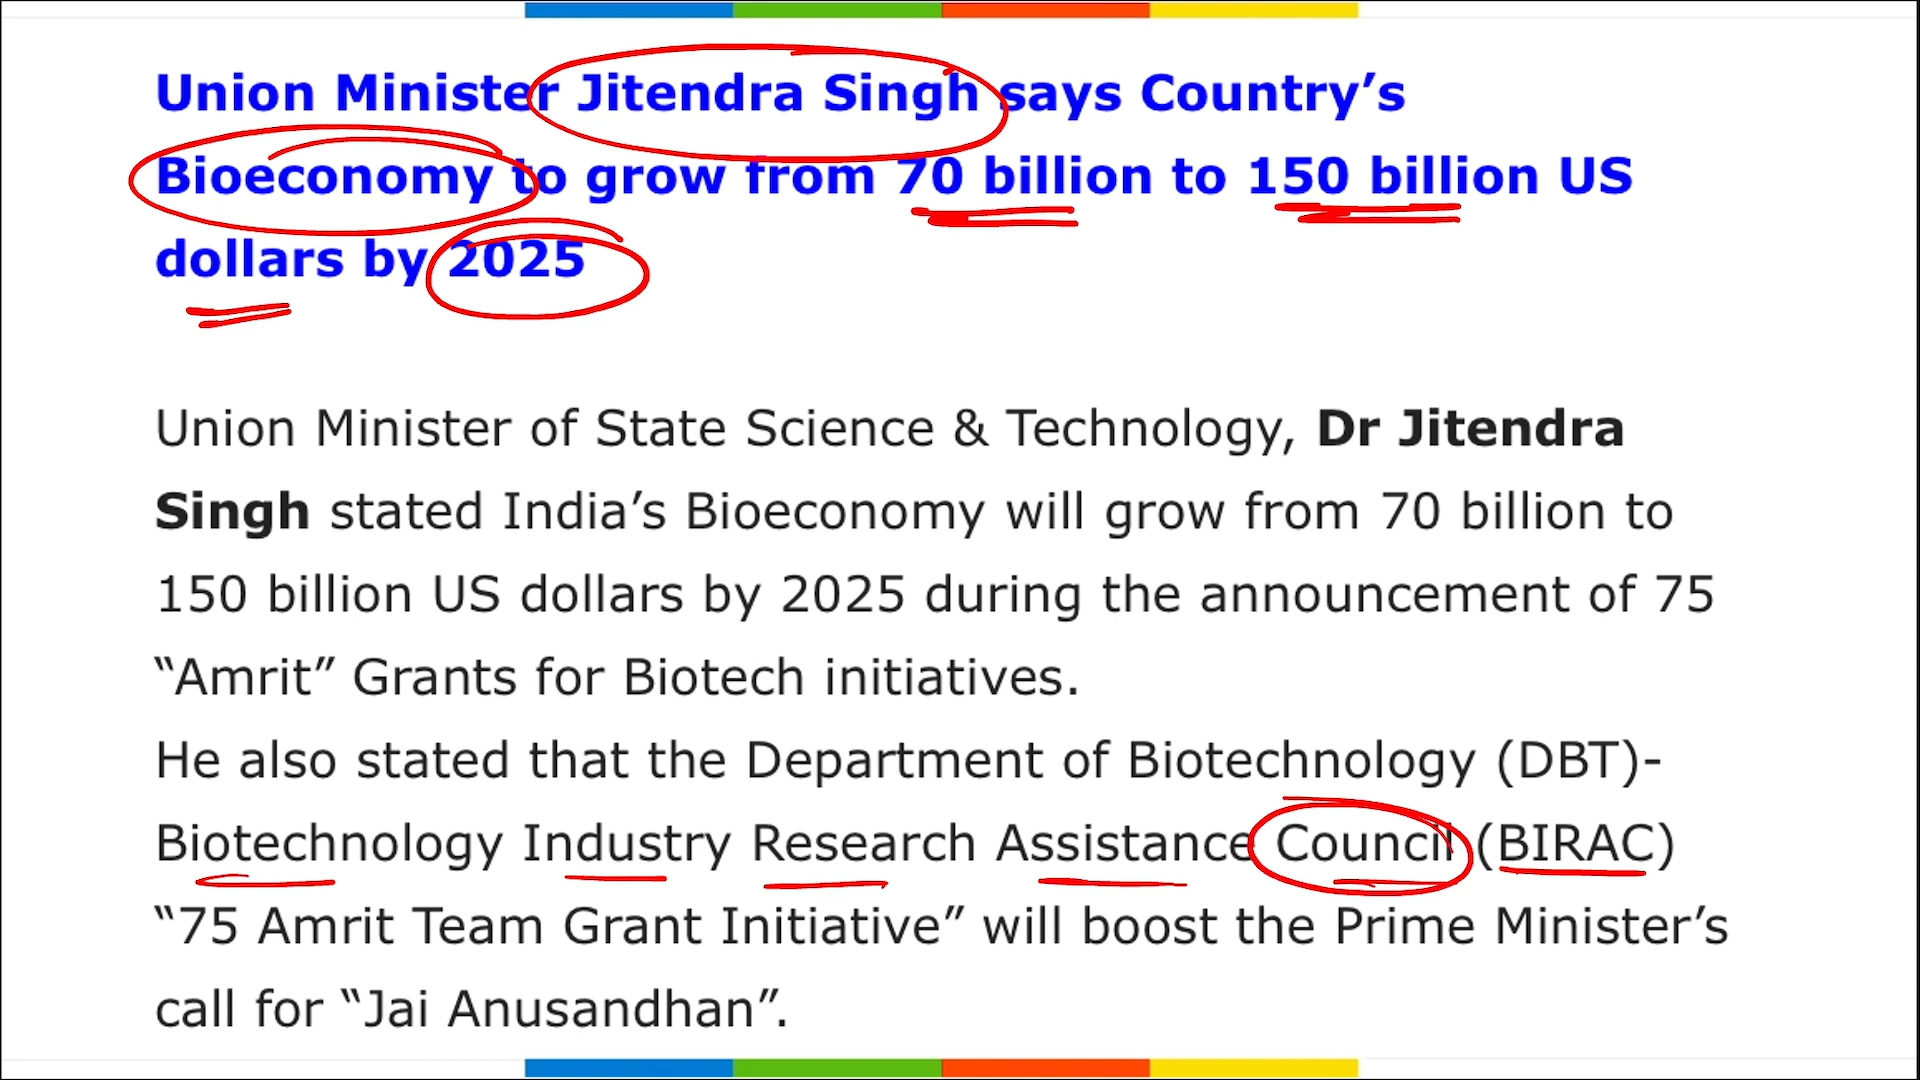 Union Minister Jitendra Singh says Country’s
Bioeconomy to grow from 70 billion to 150 billion US
dollars by 2025
Union Minister of State Science & Technology, Dr Jitendra
Singh stated India’s Bioeconomy will grow from 70 billion to
150 billion US dollars by 2025 during the announcement of 75
“Amrit” Grants for Biotech initiatives.
He also stated that the Department of Biotechnology (DBT)-
Biotechnology Industry Research Assistance Council (BIRAC)
“75 Amrit Team Grant Initiative” will boost the Prime Minister’s
call for “Jai Anusandhan”.